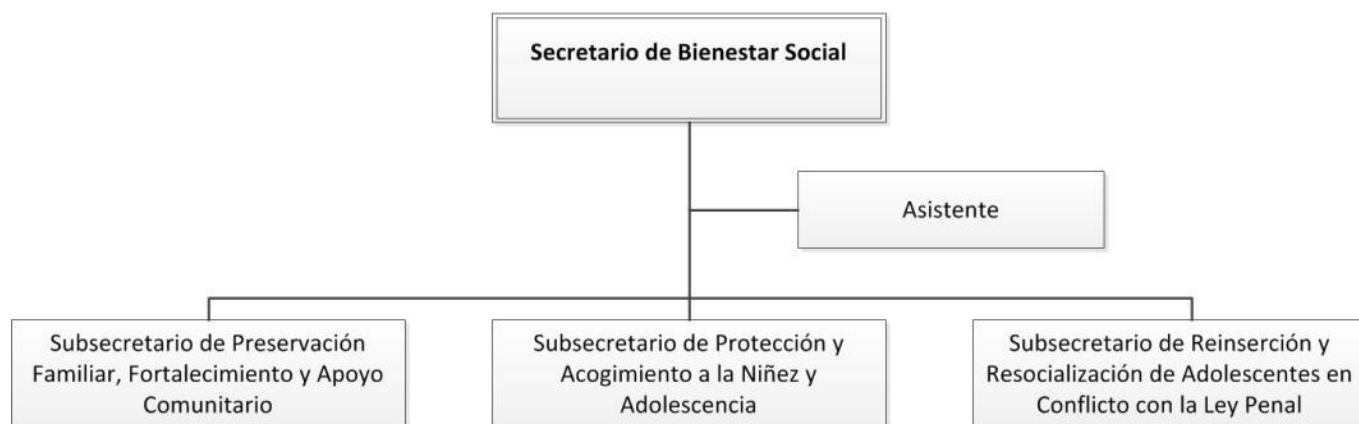 Secretario de Bienestar Social
Asistente
Subsecretario de Preservación
Familiar, Fortalecimiento y Apoyo
Comunitario
Subsecretario de Protección y
Acogimiento a la Niñez y
Adolescencia
Subsecretario de Reinserción y
Resocialización de Adolescentes en
Conflicto con la Ley Penal